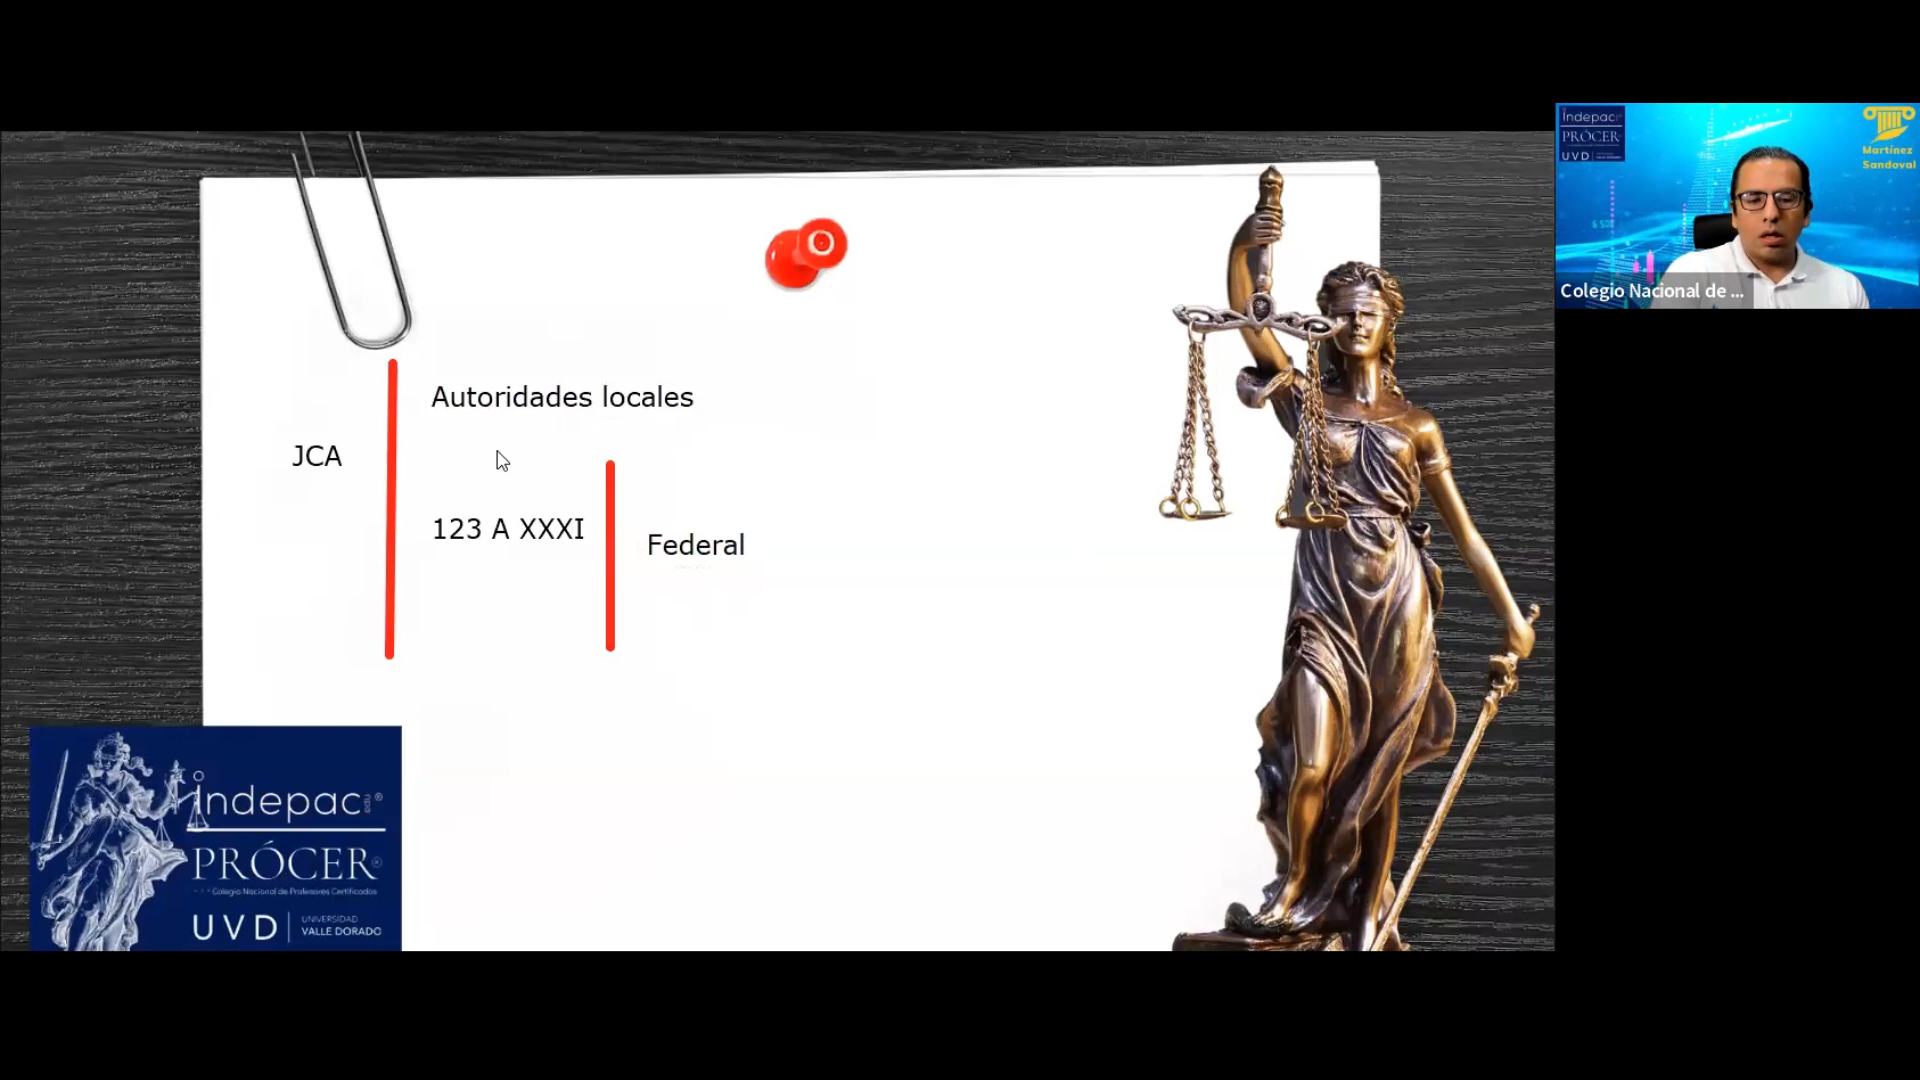 Autoridades locales
JCA
123 A XXXI
Federal
indepac
PRÓCER
Colegio Nacional de Profesores Certificados
UVD
UNIVERSIDAD
VALLE DORADO
indepac
PRÓCER
UVD
Martínez
Sandoval
Colegio Nacional de ...